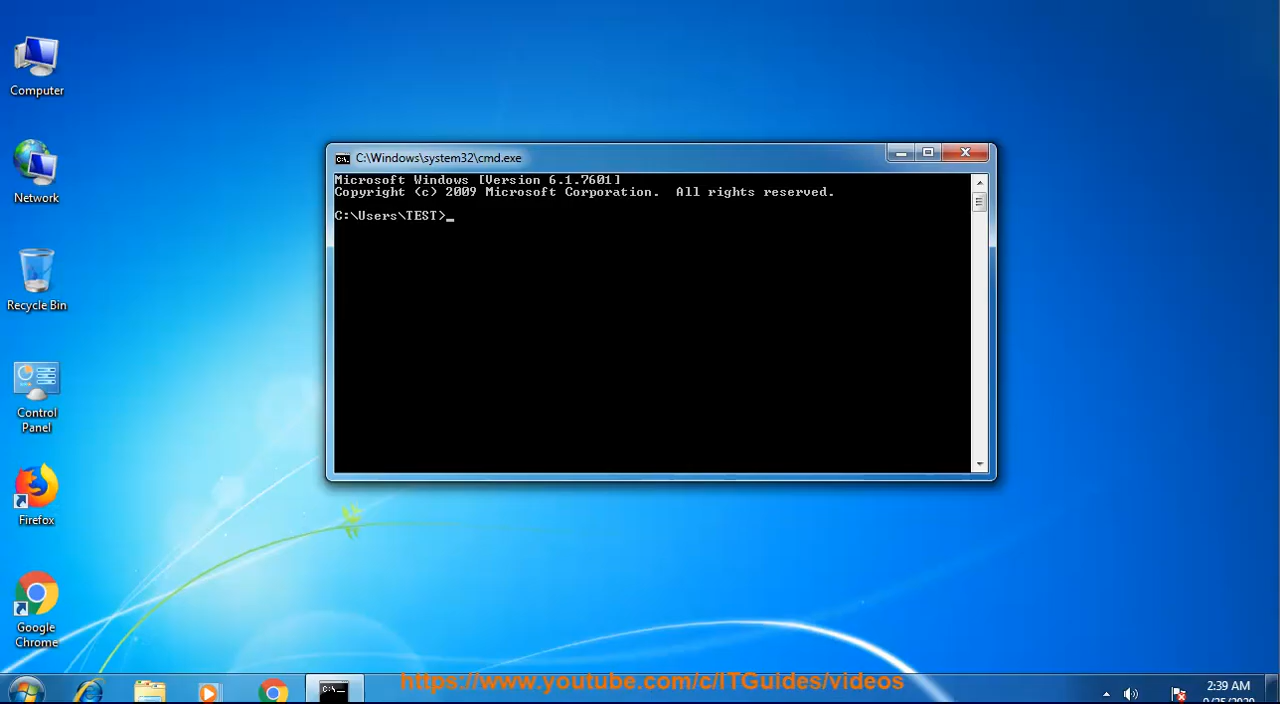 Computer
Network
Recycle Bin
Control
Panel
Firefox
Google
Chrome
C:\Windows\system32\cmd.exe
Microsoft Windows [Version 6.1.7601]
Copyright (c) 2009 Microsoft Corporation.  All rights reserved.
C:\Users\TEST>_
https://www.youtube.com/c/ITGuides/videos
2:39 AM